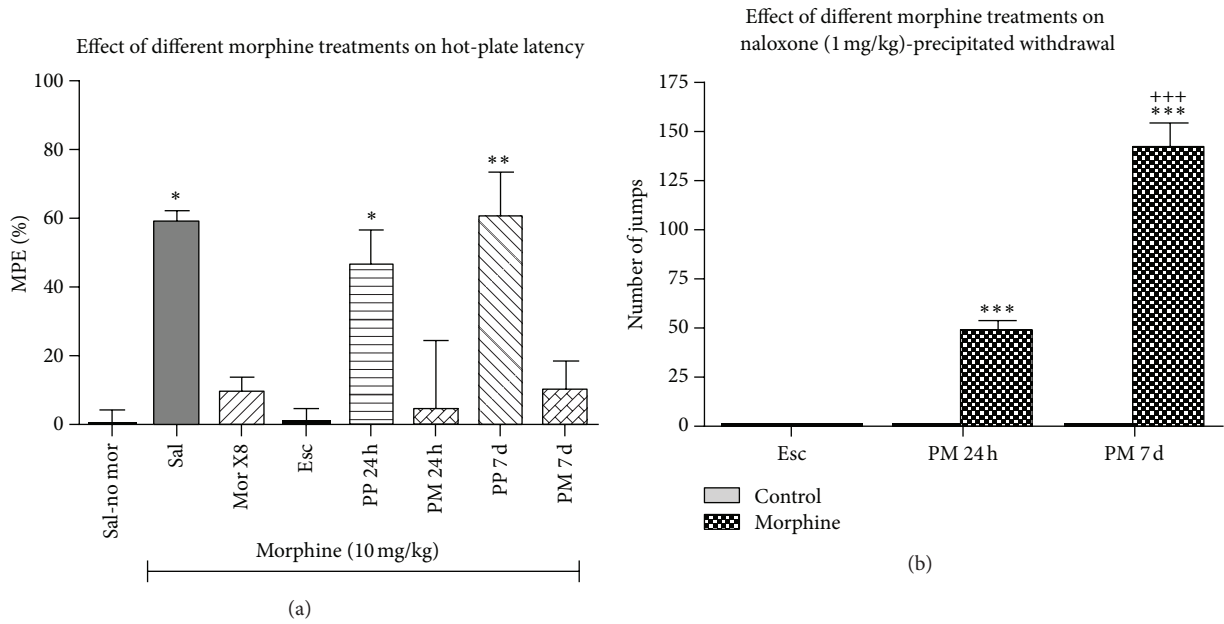 Effect of different morphine treatments on hot-plate latency
100
80
60
40
20
0
MPE (%)
*
*
**
Sal-no mor
Sal
Mor X8
Esc
PP 24 h
PM 24 h
PP 7 d
PM 7 d
Morphine (10 mg/kg)
(a)
Effect of different morphine treatments on
naloxone (1 mg/kg)-precipitated withdrawal
175
150
125
100
75
50
25
0
Number of jumps
***
+++
***
Esc
PM 24 h
PM 7 d
Control
Morphine
(b)